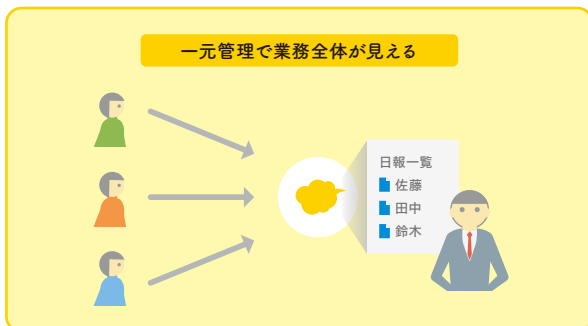 一元管理で業務全体が見える
日報一覧
佐藤
田中
鈴木